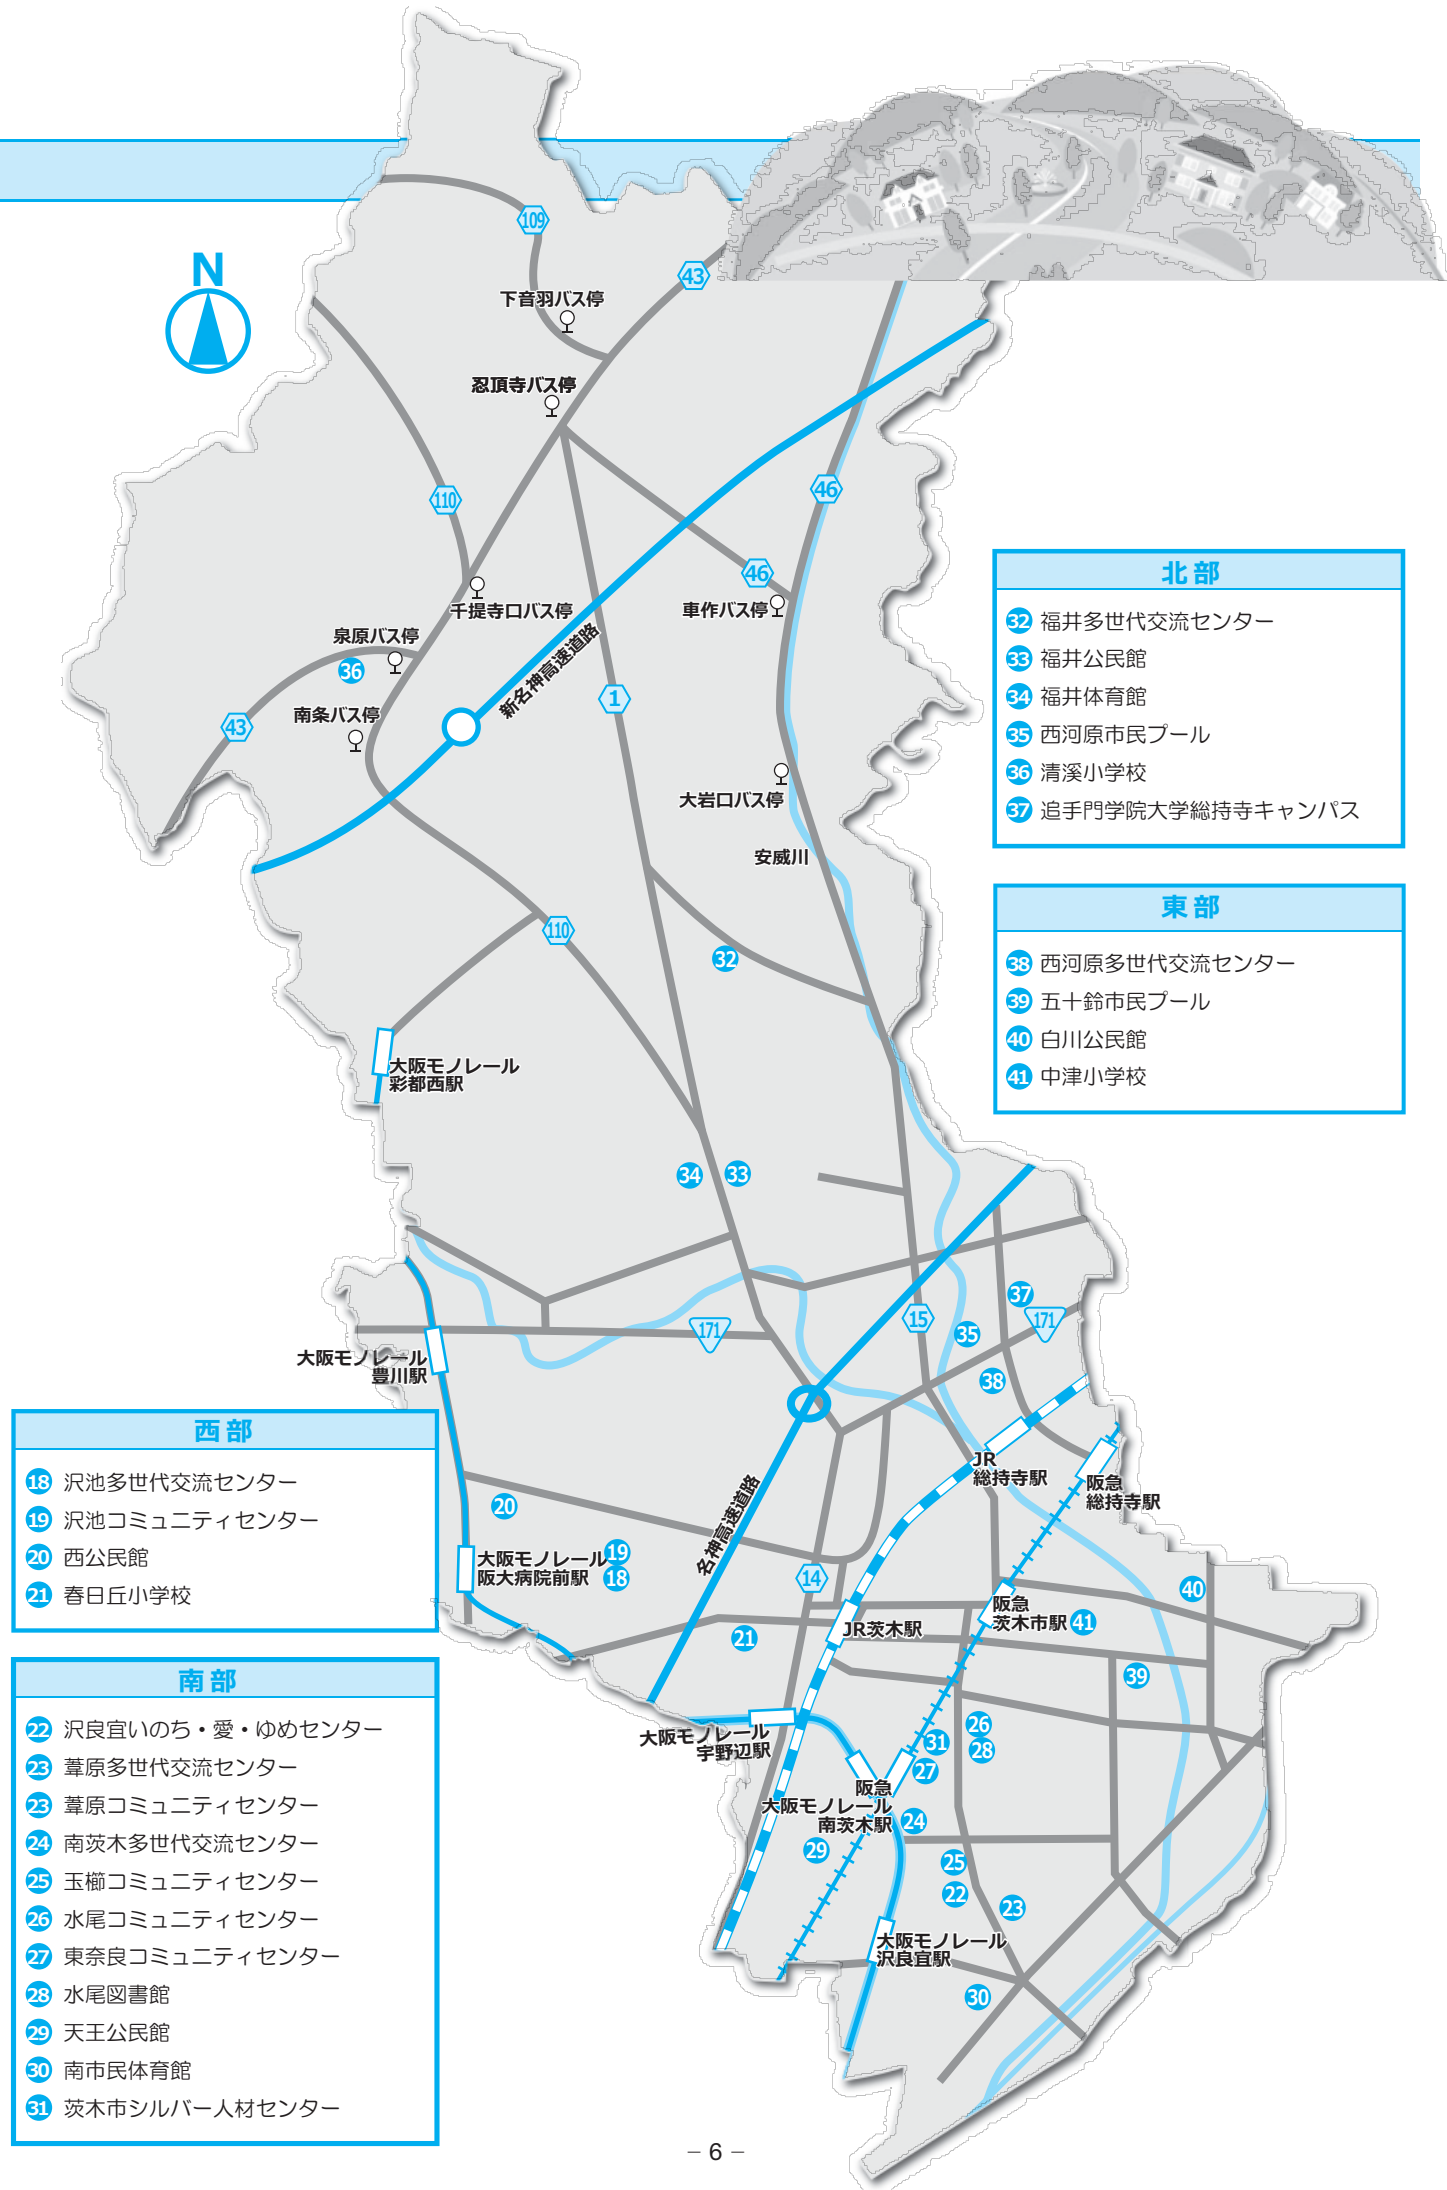 N
109
43
下音羽バス停
忍頂寺バス停
110
46
46
千提寺口バス停
車作バス停
泉原バス停
36
新名神高速道路
1
南条バス停
43
大岩口バス停
安威川
110
32
大阪モノレール
彩都西駅
34
33
37
171
15
171
35
大阪モノレール
豊川駅
38
JR
総持寺駅
阪急
総持寺駅
名神高速道路
20
大阪モノレール
阪大病院前駅
19
18
14
40
阪急
茨木市駅
41
JR茨木駅
21
39
大阪モノレール
宇野辺駅
26
31
28
27
阪急
大阪モノレール
南茨木駅
24
29
25
22
23
大阪モノレール
沢良宜駅
30
北部
32 福井多世代交流センター
33 福井公民館
34 福井体育館
35 西河原市民プール
36 清溪小学校
37 追手門学院大学総持寺キャンパス
東部
38 西河原多世代交流センター
39 五十鈴市民プール
40 白川公民館
41 中津小学校
西部
18 沢池多世代交流センター
19 沢池コミュニティセンター
20 西公民館
21 春日丘小学校
南部
22 沢良宜いのち・愛・ゆめセンター
23 葦原多世代交流センター
23 葦原コミュニティセンター
24 南茨木多世代交流センター
25 玉櫛コミュニティセンター
26 水尾コミュニティセンター
27 東奈良コミュニティセンター
28 水尾図書館
29 天王公民館
30 南市民体育館
31 茨木市シルバー人材センター
– 6 –